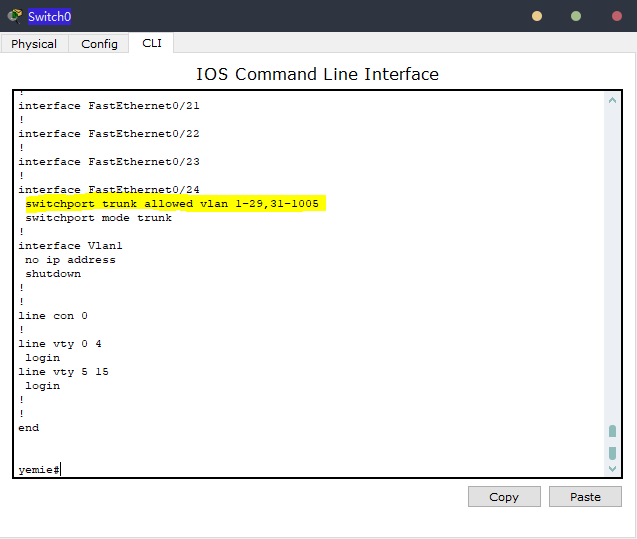 Switch0
Physical Config CLI
IOS Command Line Interface
!
interface FastEthernet0/21
!
interface FastEthernet0/22
!
interface FastEthernet0/23
!
interface FastEthernet0/24
switchport trunk allowed vlan 1-29,31-1005
switchport mode trunk
!
interface Vlan1
no ip address
shutdown
!
!
line con 0
!
line vty 0 4
login
line vty 5 15
login
!
!
end
yemie#
Copy Paste